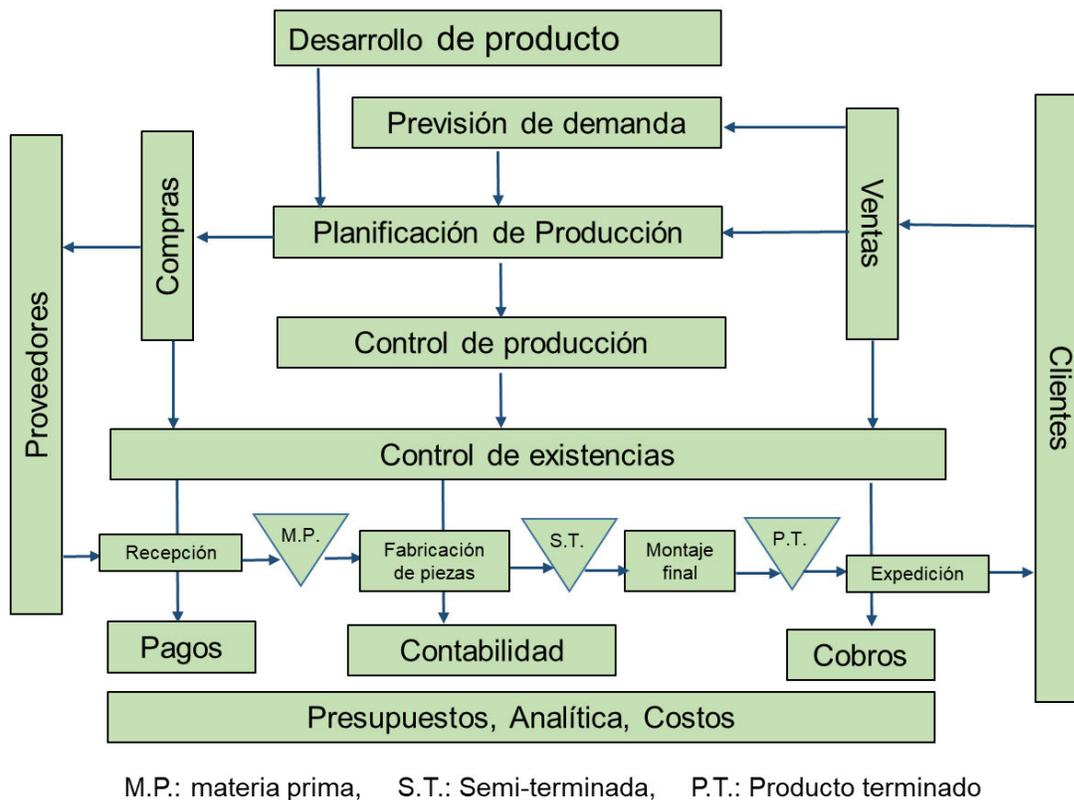 Desarrollo de producto
Previsión de demanda
Proveedores
Compras
Planificación de Producción
Ventas
Clientes
Control de producción
Control de existencias
Recepción
M.P.
Fabricación
de piezas
S.T.
Montaje
final
P.T.
Expedición
Pagos
Contabilidad
Cobros
Presupuestos, Analítica, Costos
M.P.: materia prima, S.T.: Semi-terminada, P.T.: Producto terminado